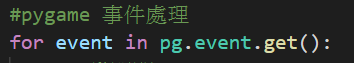 #pygame 事件處理
for event in pg.event.get():